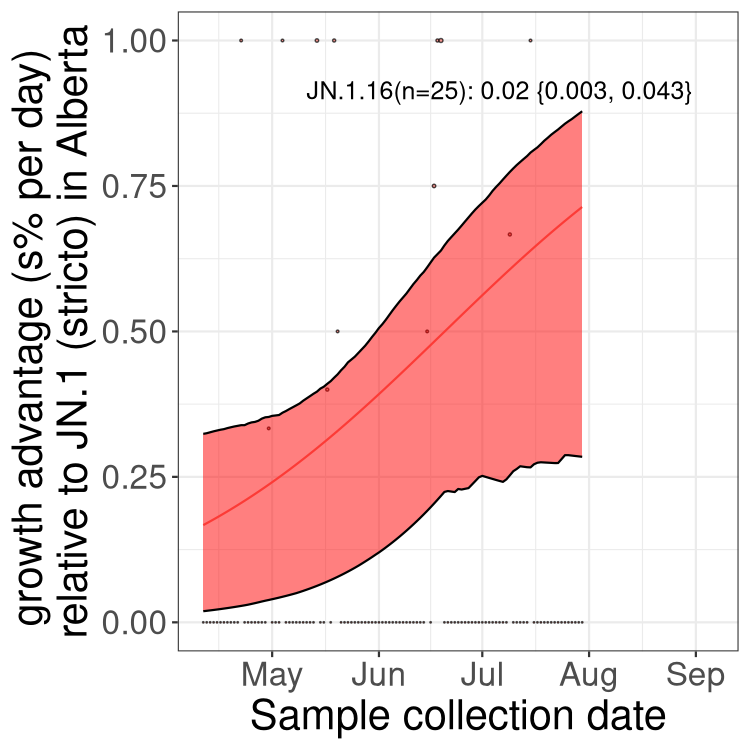 growth advantage (s% per day)
relative to JN.1 (stricto) in Alberta
1.00
0.75
0.50
0.25
0.00
JN.1.16(n=25): 0.02 {0.003, 0.043}
May Jun Jul Aug Sep
Sample collection date